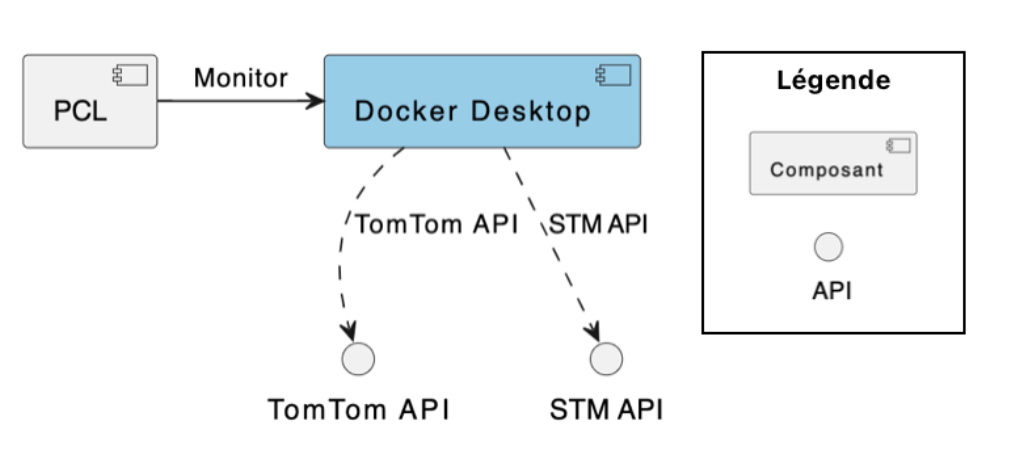 PCL
Monitor
Docker Desktop
TomTom API
STM API
TomTom API
STM API
Légende
Composant
API